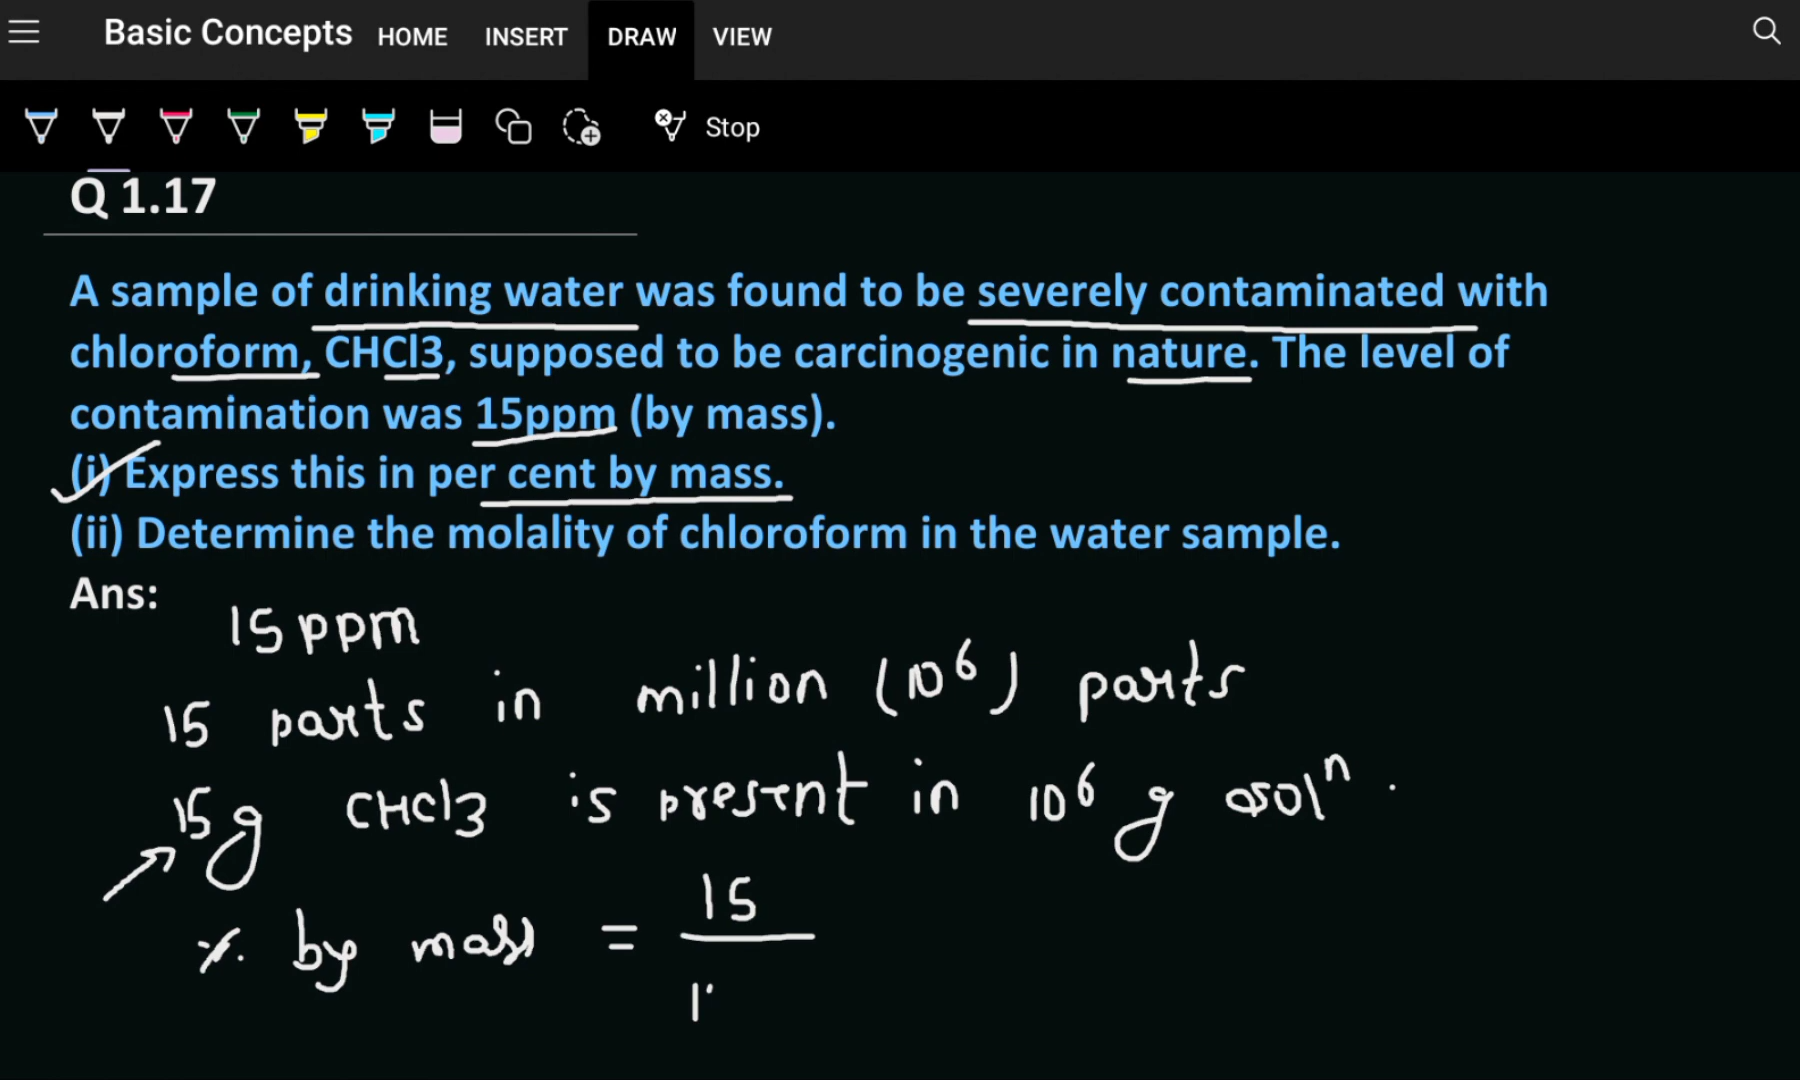 Basic Concepts HOME INSERT DRAW VIEW
Stop
Q 1.17
A sample of drinking water was found to be severely contaminated with
chloroform, CHCl3, supposed to be carcinogenic in nature. The level of
contamination was 15ppm (by mass).
(i) Express this in per cent by mass.
(ii) Determine the molality of chloroform in the water sample.
Ans:
15 ppm
15 parts in million (10⁶) parts
15g CHCl3 is present in 10⁶ g solⁿ.
% by mass = 15